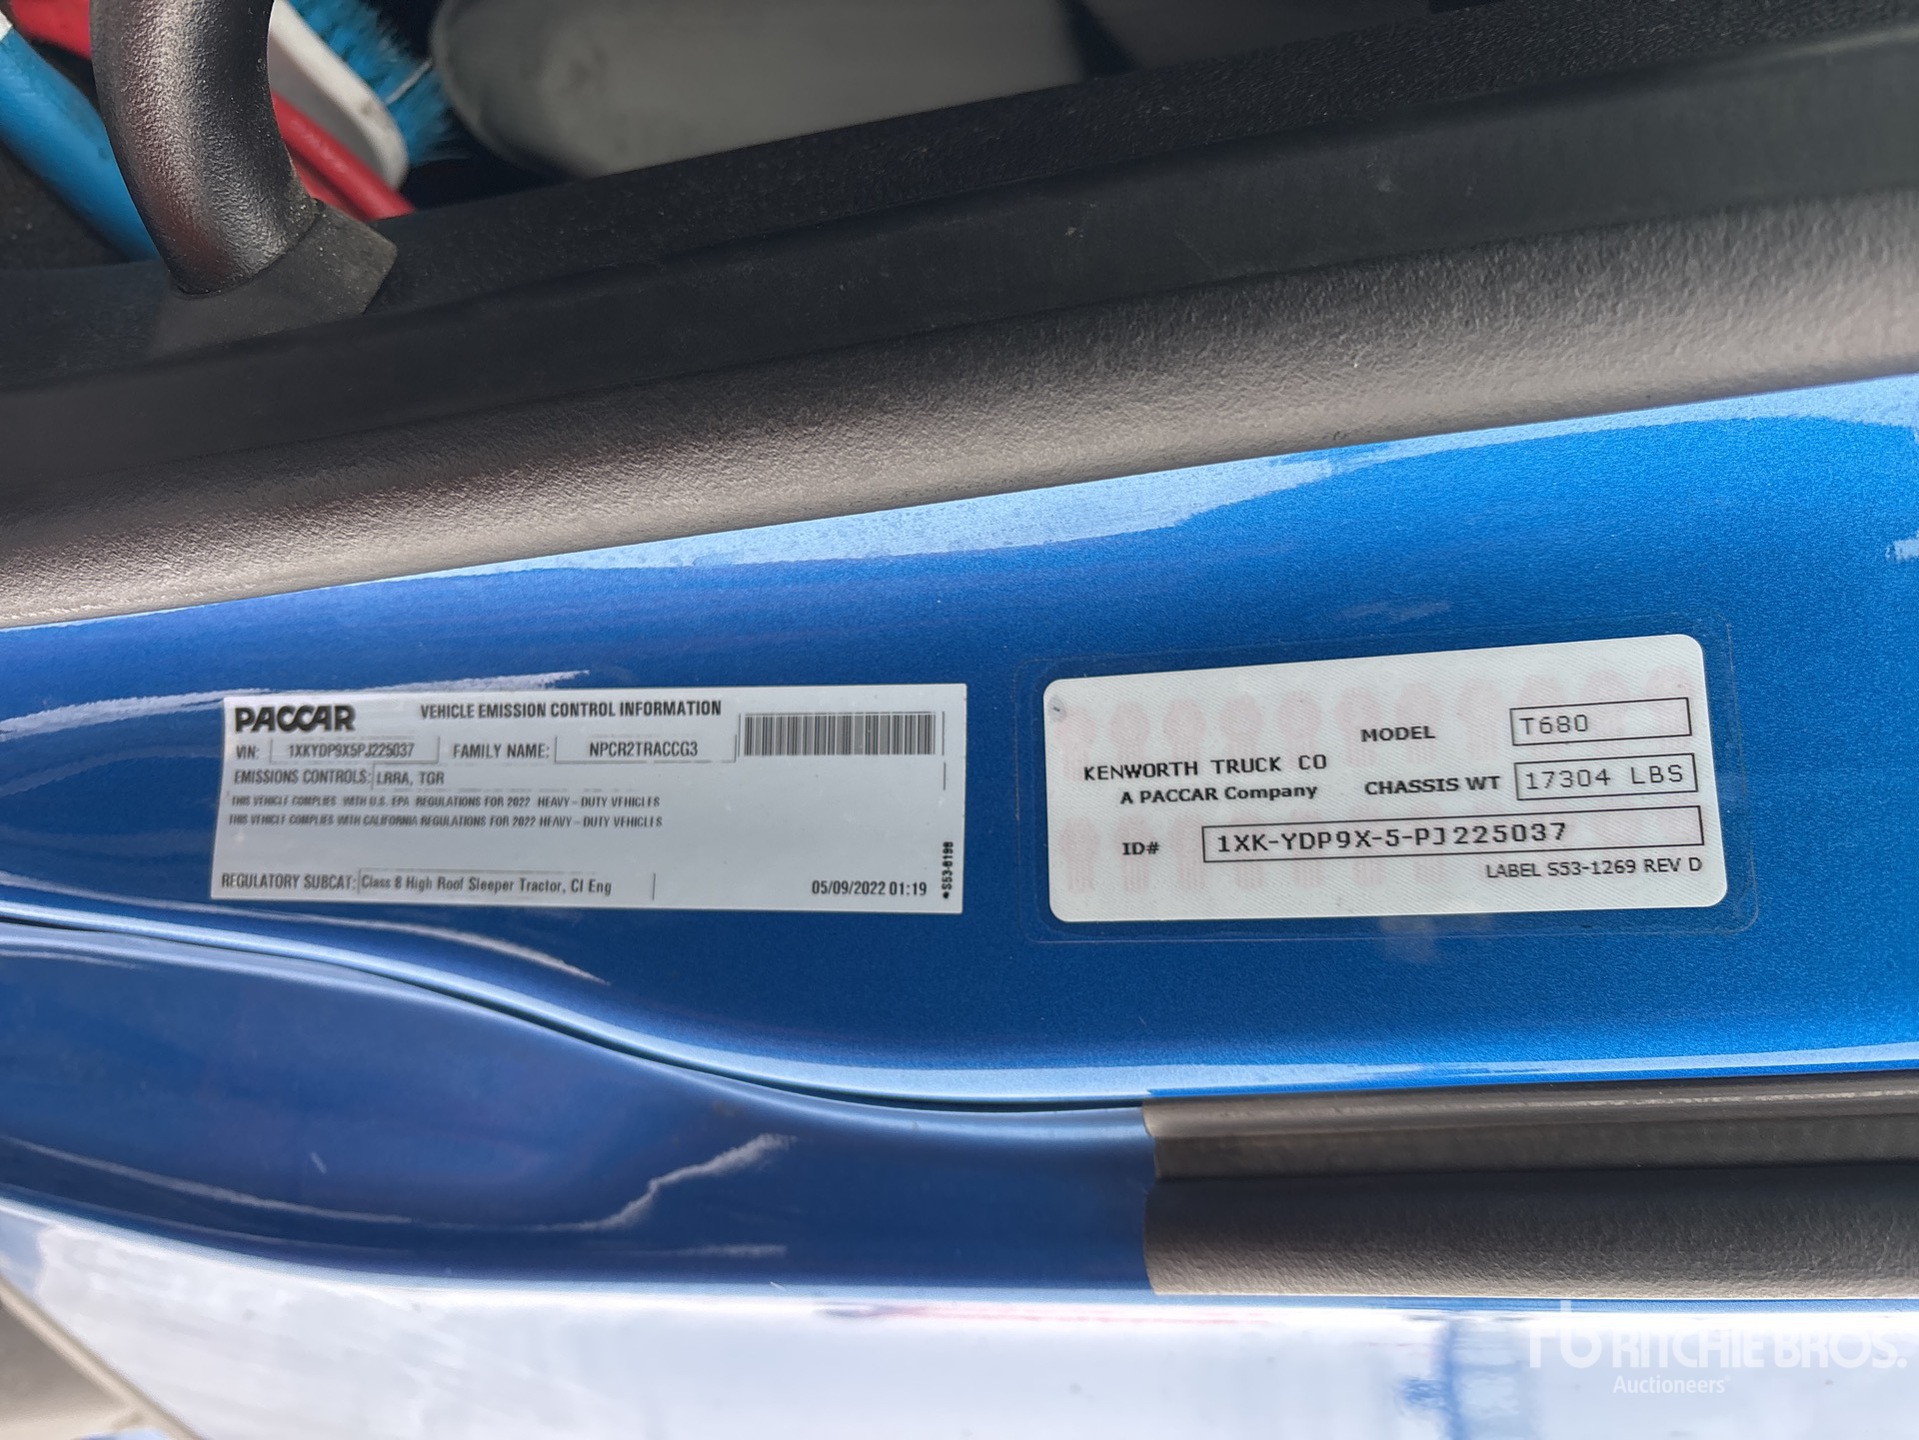 PACCAR VEHICLE EMISSION CONTROL INFORMATION
VIN: 1XKYDP9X5PJ225037 FAMILY NAME: NPCR2TRACCG3
EMISSIONS CONTROLS: LRRA, TGR
THIS VEHICLE COMPLIES WITH U.S. EPA REGULATIONS FOR 2022 HEAVY-DUTY VEHICLES
THIS VEHICLE COMPLIES WITH CALIFORNIA REGULATIONS FOR 2022 HEAVY-DUTY VEHICLES
REGULATORY SUBCAT: Class 8 High Roof Sleeper Tractor, CI Eng 05/09/2022 01:19
•S53-6198
MODEL T680
KENWORTH TRUCK CO
A PACCAR Company
CHASSIS WT 17304 LBS
ID# 1XK-YDP9X-5-PJ225037
LABEL S53-1269 REV D
rb RITCHIE BROS.
Auctioneers